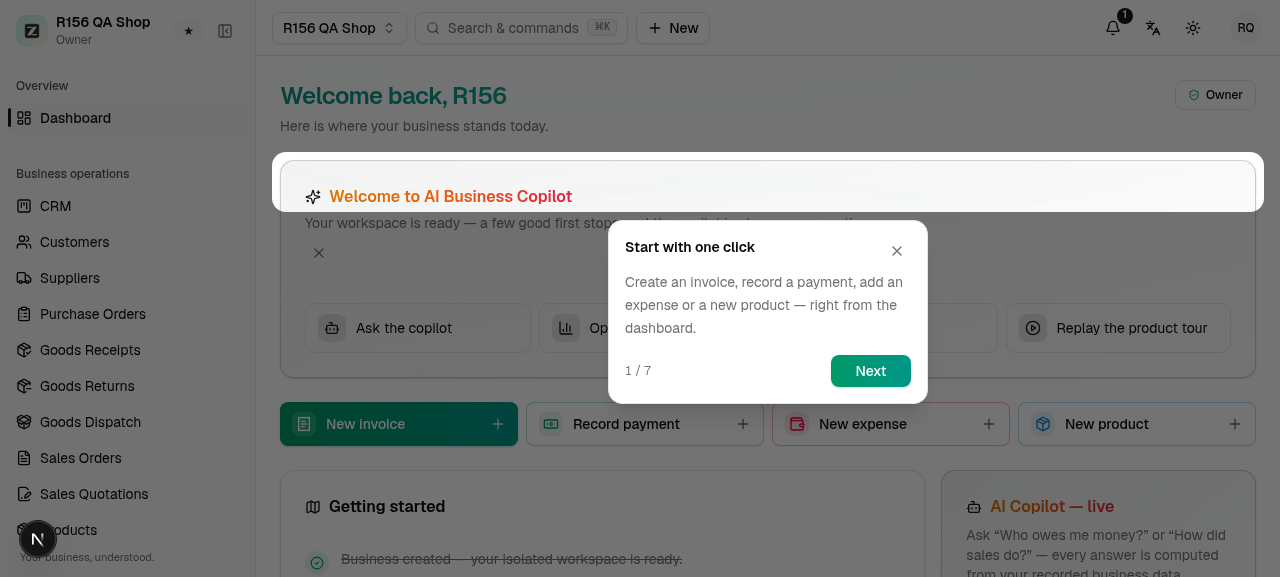 R156 QA Shop
Owner
R156 QA Shop
Search & commands
⌘K
New
1
RQ
Overview
Dashboard
Business operations
CRM
Customers
Suppliers
Purchase Orders
Goods Receipts
Goods Returns
Goods Dispatch
Sales Orders
Sales Quotations
oducts
Your business, understood.
Welcome back, R156
Here is where your business stands today.
Owner
Welcome to AI Business Copilot
Your workspace is ready — a few good first stops
Ask the copilot
Op
Replay the product tour
Start with one click
Create an invoice, record a payment, add an
expense or a new product — right from the
dashboard.
1 / 7
Next
New invoice
Record payment
New expense
New product
Getting started
Business created — your isolated workspace is ready.
AI Copilot — live
Ask “Who owes me money?” or “How did
sales do?” — every answer is computed
from your recorded business data